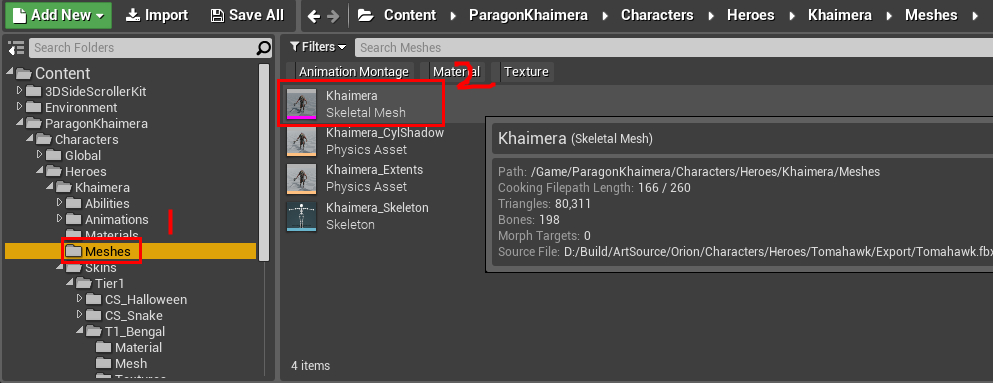 Add New Import Save All Content ParagonKhaimera Characters Heroes Khaimera Meshes
Search Folders
Content
3DSideScrollerKit
Environment
ParagonKhaimera
Characters
Global
Heroes
Khaimera
Abilities
Animations
Materials
1
Meshes
Skins
Tier1
CS_Halloween
CS_Snake
T1_Bengal
Material
Mesh
Textures
Filters Search Meshes
Animation Montage Material Texture
2
Khaimera
Skeletal Mesh
Khaimera_CylShadow
Physics Asset
Khaimera_Extents
Physics Asset
Khaimera_Skeleton
Skeleton
Khaimera (Skeletal Mesh)
Path: /Game/ParagonKhaimera/Characters/Heroes/Khaimera/Meshes
Cooking Filepath Length: 166 / 260
Triangles: 80,311
Bones: 198
Morph Targets: 0
Source File: D:/Build/ArtSource/Orion/Characters/Heroes/Tomahawk/Export/Tomahawk.fbx
4 items